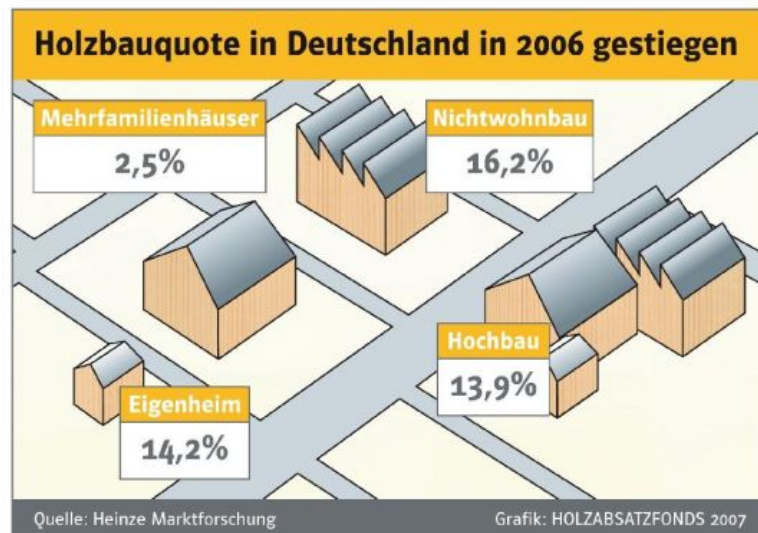 Holzbauquote in Deutschland in 2006 gestiegen
Mehrfamilienhäuser
2,5%
Nichtwohnbau
16,2%
Hochbau
13,9%
Eigenheim
14,2%
Quelle: Heinze Marktforschung
Grafik: HOLZABSATZFONDS 2007